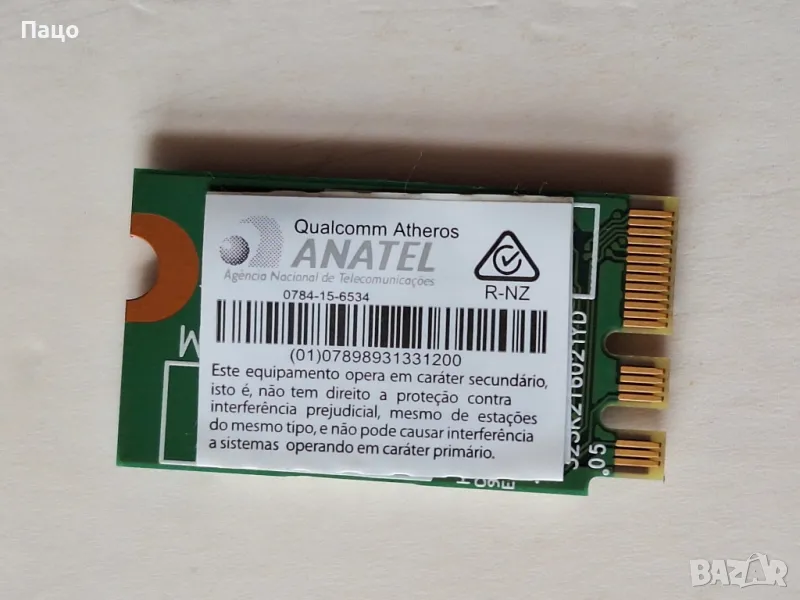 Пацо
Qualcomm Atheros
ANATEL
Agência Nacional de Telecomunicações
0784-15-6534
R-NZ
(01)07898931331200
Este equipamento opera em caráter secundário,
isto é, não tem direito a proteção contra
interferência prejudicial, mesmo de estações
do mesmo tipo, e não pode causar interferência
a sistemas operando em caráter primário.
M
.05
BAZAR